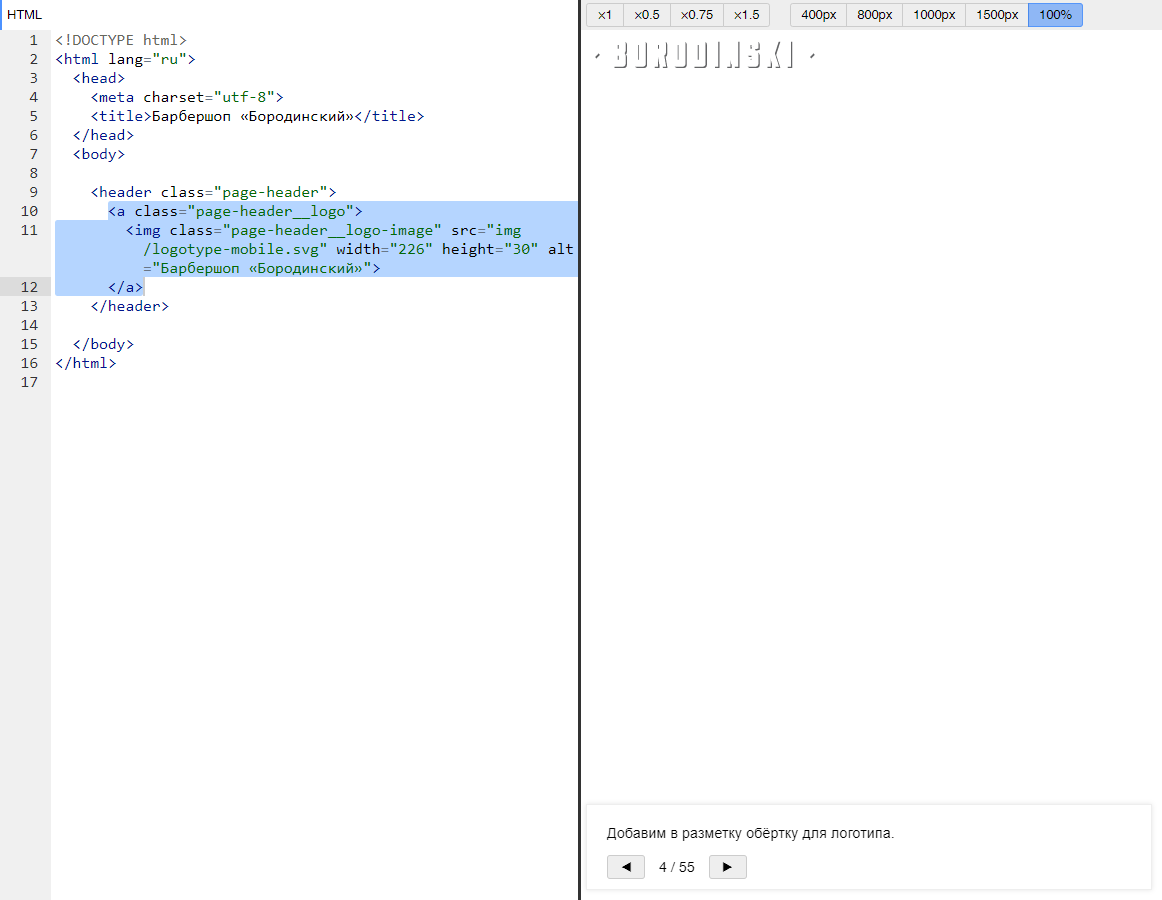 HTML
1 <!DOCTYPE html>
2 <html lang="ru">
3 <head>
4 <meta charset="utf-8">
5 <title>Барбершоп «Бородинский»</title>
6 </head>
7 <body>
8
9 <header class="page-header">
10 <a class="page-header__logo">
11 <img class="page-header__logo-image" src="img
/logotype-mobile.svg" width="226" height="30" alt
="Барбершоп «Бородинский»">
12 </a>
13 </header>
14
15 </body>
16 </html>
17
×1 ×0.5 ×0.75 ×1.5 400px 800px 1000px 1500px 100%
• BORODINSKI •
Добавим в разметку обёртку для логотипа.
◀ 4 / 55 ▶